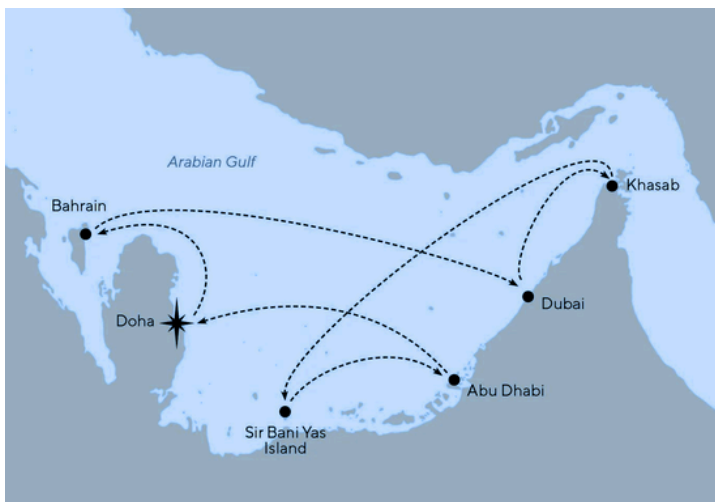 Arabian Gulf
Khasab
Bahrain
Dubai
Doha
Abu Dhabi
Sir Bani Yas
Island